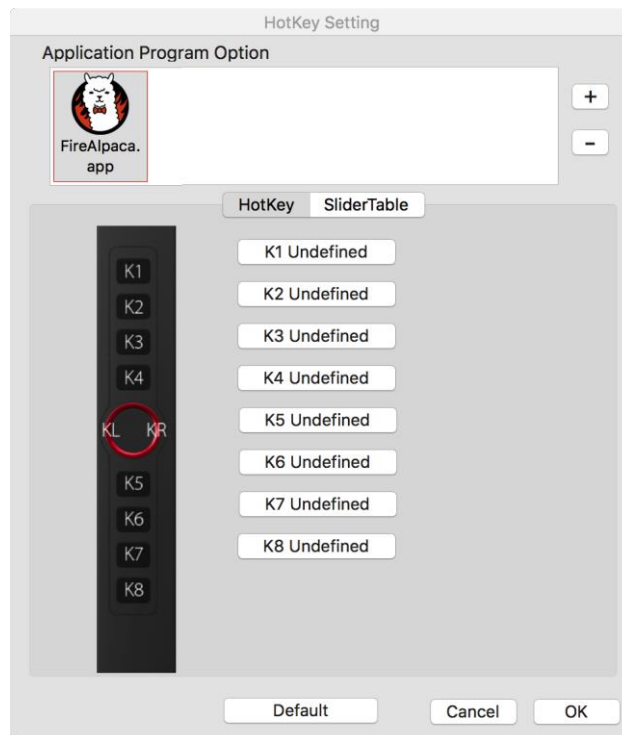 HotKey Setting
Application Program Option
FireAlpaca.
app
+
-
HotKey SliderTable
K1
K2
K3
K4
KL KR
K5
K6
K7
K8
K1 Undefined
K2 Undefined
K3 Undefined
K4 Undefined
K5 Undefined
K6 Undefined
K7 Undefined
K8 Undefined
Default Cancel OK